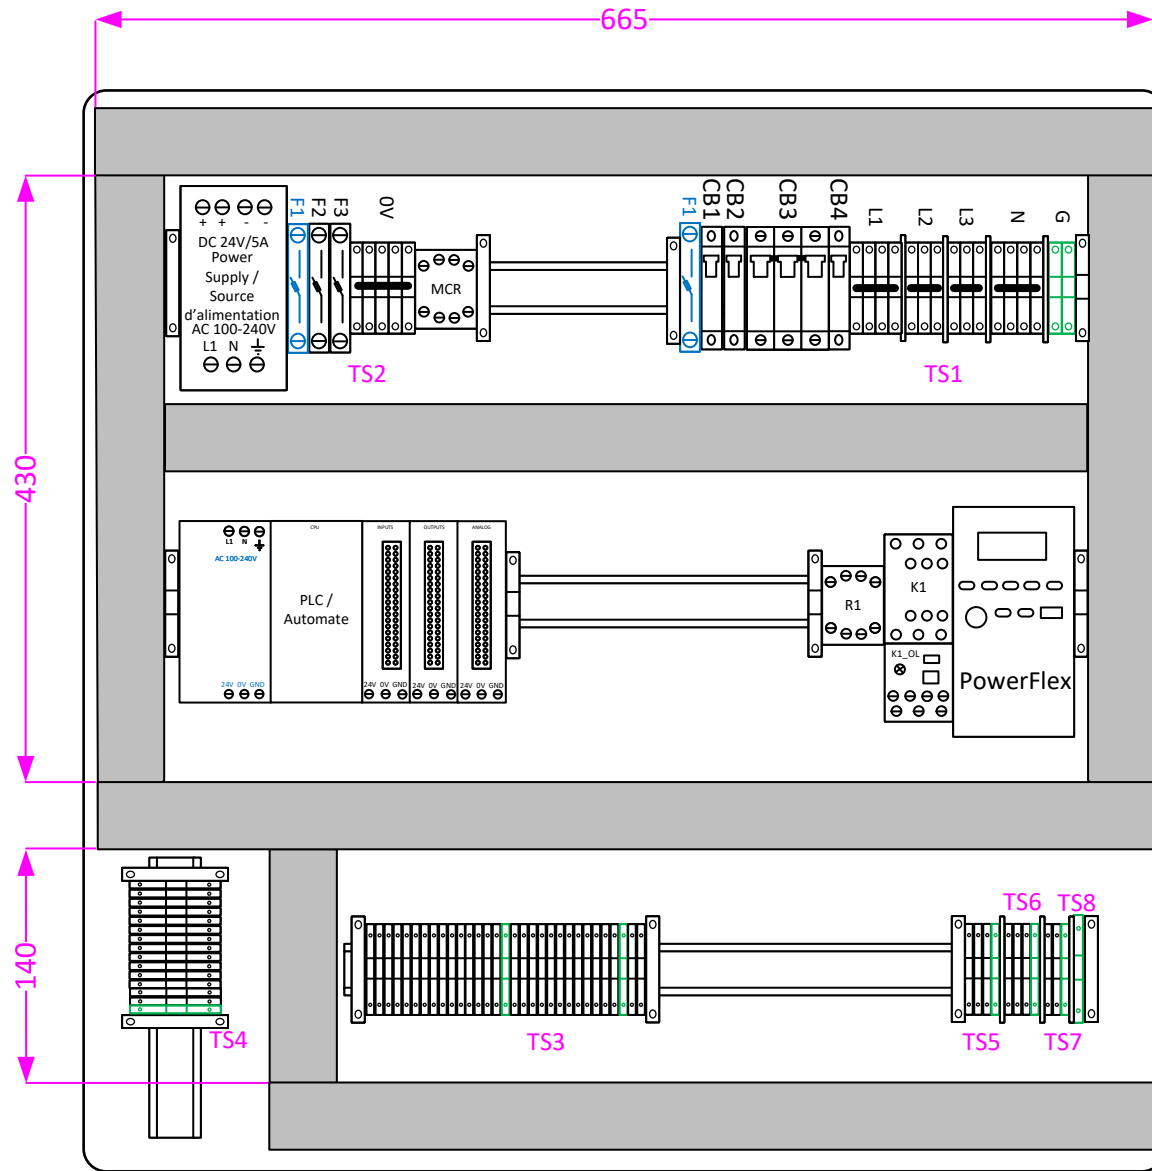 665
F1
F2
F3
0V
F1
CB1
CB2
CB3
CB4
L1
L2
L3
N
G
+ + - -
DC 24V/5A
Power
Supply /
Source
d'alimentation
AC 100-240V
L1 N
MCR
TS2
TS1
430
L1 N
AC 100-240V
CPU
INPUTS
OUTPUTS
ANALOG
PLC /
Automate
24V 0V GND
24V 0V GND
24V 0V GND
24V 0V GND
R1
K1
K1_OL
PowerFlex
140
TS4
TS3
TS6
TS8
TS5
TS7